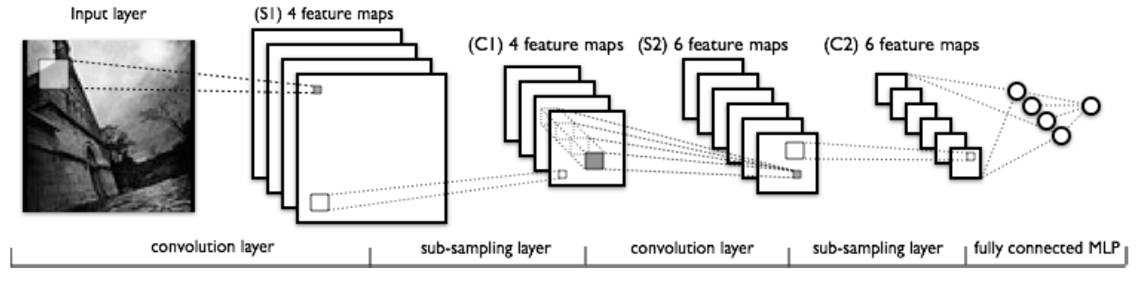 Input layer
(S1) 4 feature maps
(C1) 4 feature maps
(S2) 6 feature maps
(C2) 6 feature maps
convolution layer
sub-sampling layer
convolution layer
sub-sampling layer
fully connected MLP